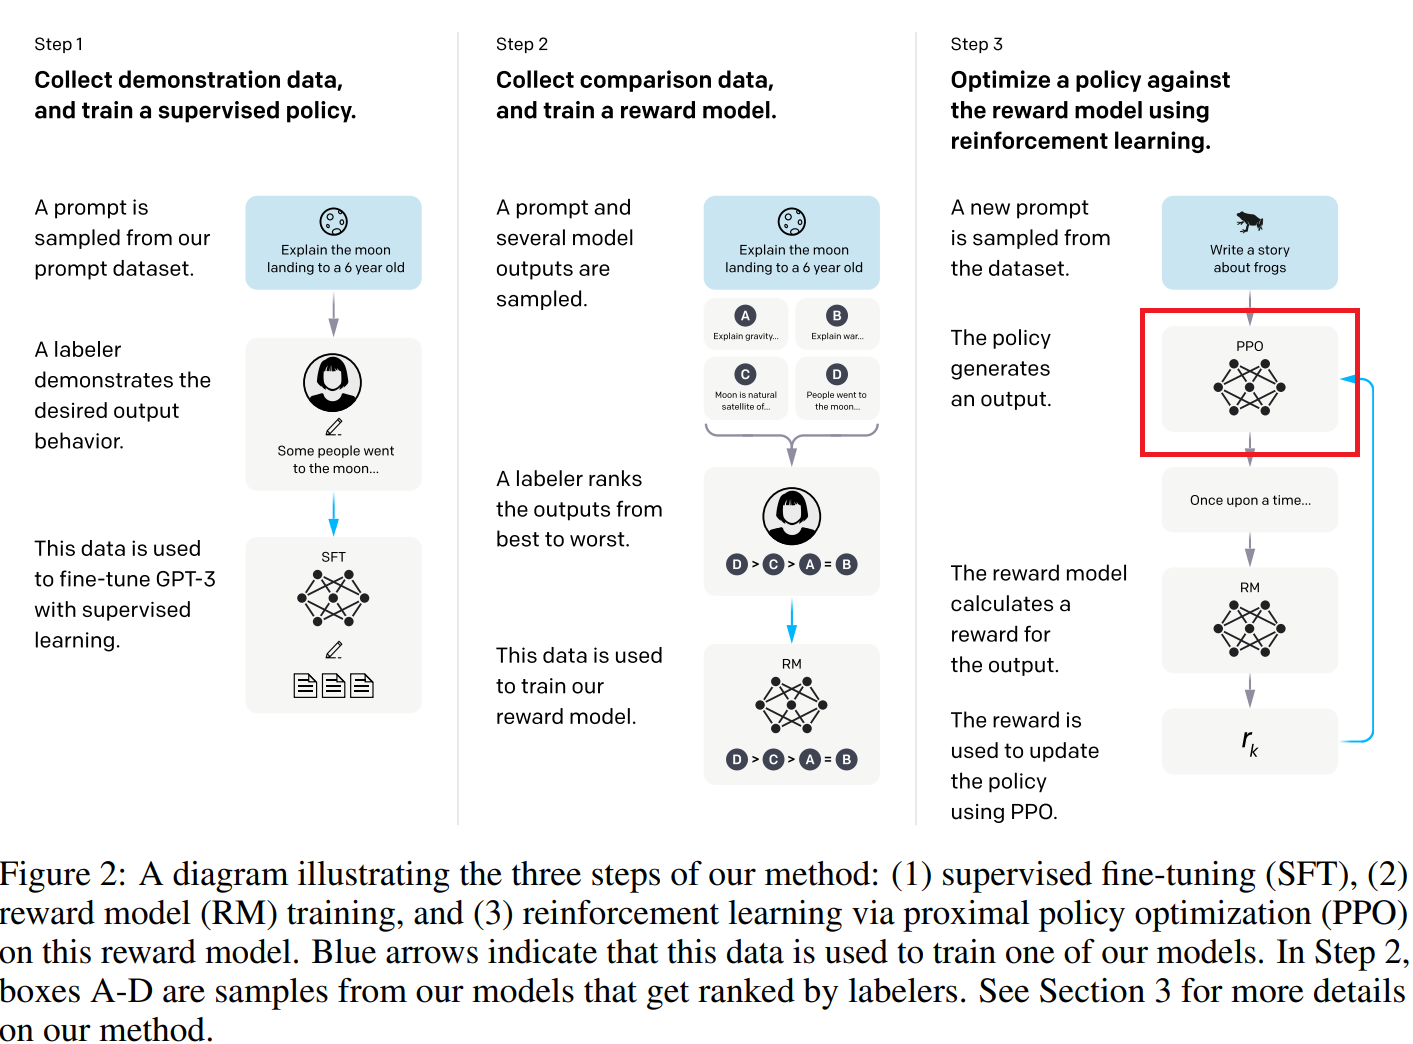 Step 1
Collect demonstration data,
and train a supervised policy.
A prompt is
sampled from our
prompt dataset.
Explain the moon
landing to a 6 year old
A labeler
demonstrates the
desired output
behavior.
Some people went
to the moon...
This data is used
to fine-tune GPT-3
with supervised
learning.
SFT
Step 2
Collect comparison data,
and train a reward model.
A prompt and
several model
outputs are
sampled.
Explain the moon
landing to a 6 year old
A
Explain gravity...
B
Explain war...
C
Moon is natural
satellite of...
D
People went to
the moon...
A labeler ranks
the outputs from
best to worst.
D > C > A = B
This data is used
to train our
reward model.
RM
D > C > A = B
Step 3
Optimize a policy against
the reward model using
reinforcement learning.
A new prompt
is sampled from
the dataset.
Write a story
about frogs
The policy
generates
an output.
PPO
Once upon a time...
The reward model
calculates a
reward for
the output.
RM
The reward is
used to update
the policy
using PPO.
r_k
Figure 2: A diagram illustrating the three steps of our method: (1) supervised fine-tuning (SFT), (2)
reward model (RM) training, and (3) reinforcement learning via proximal policy optimization (PPO)
on this reward model. Blue arrows indicate that this data is used to train one of our models. In Step 2,
boxes A-D are samples from our models that get ranked by labelers. See Section 3 for more details
on our method.